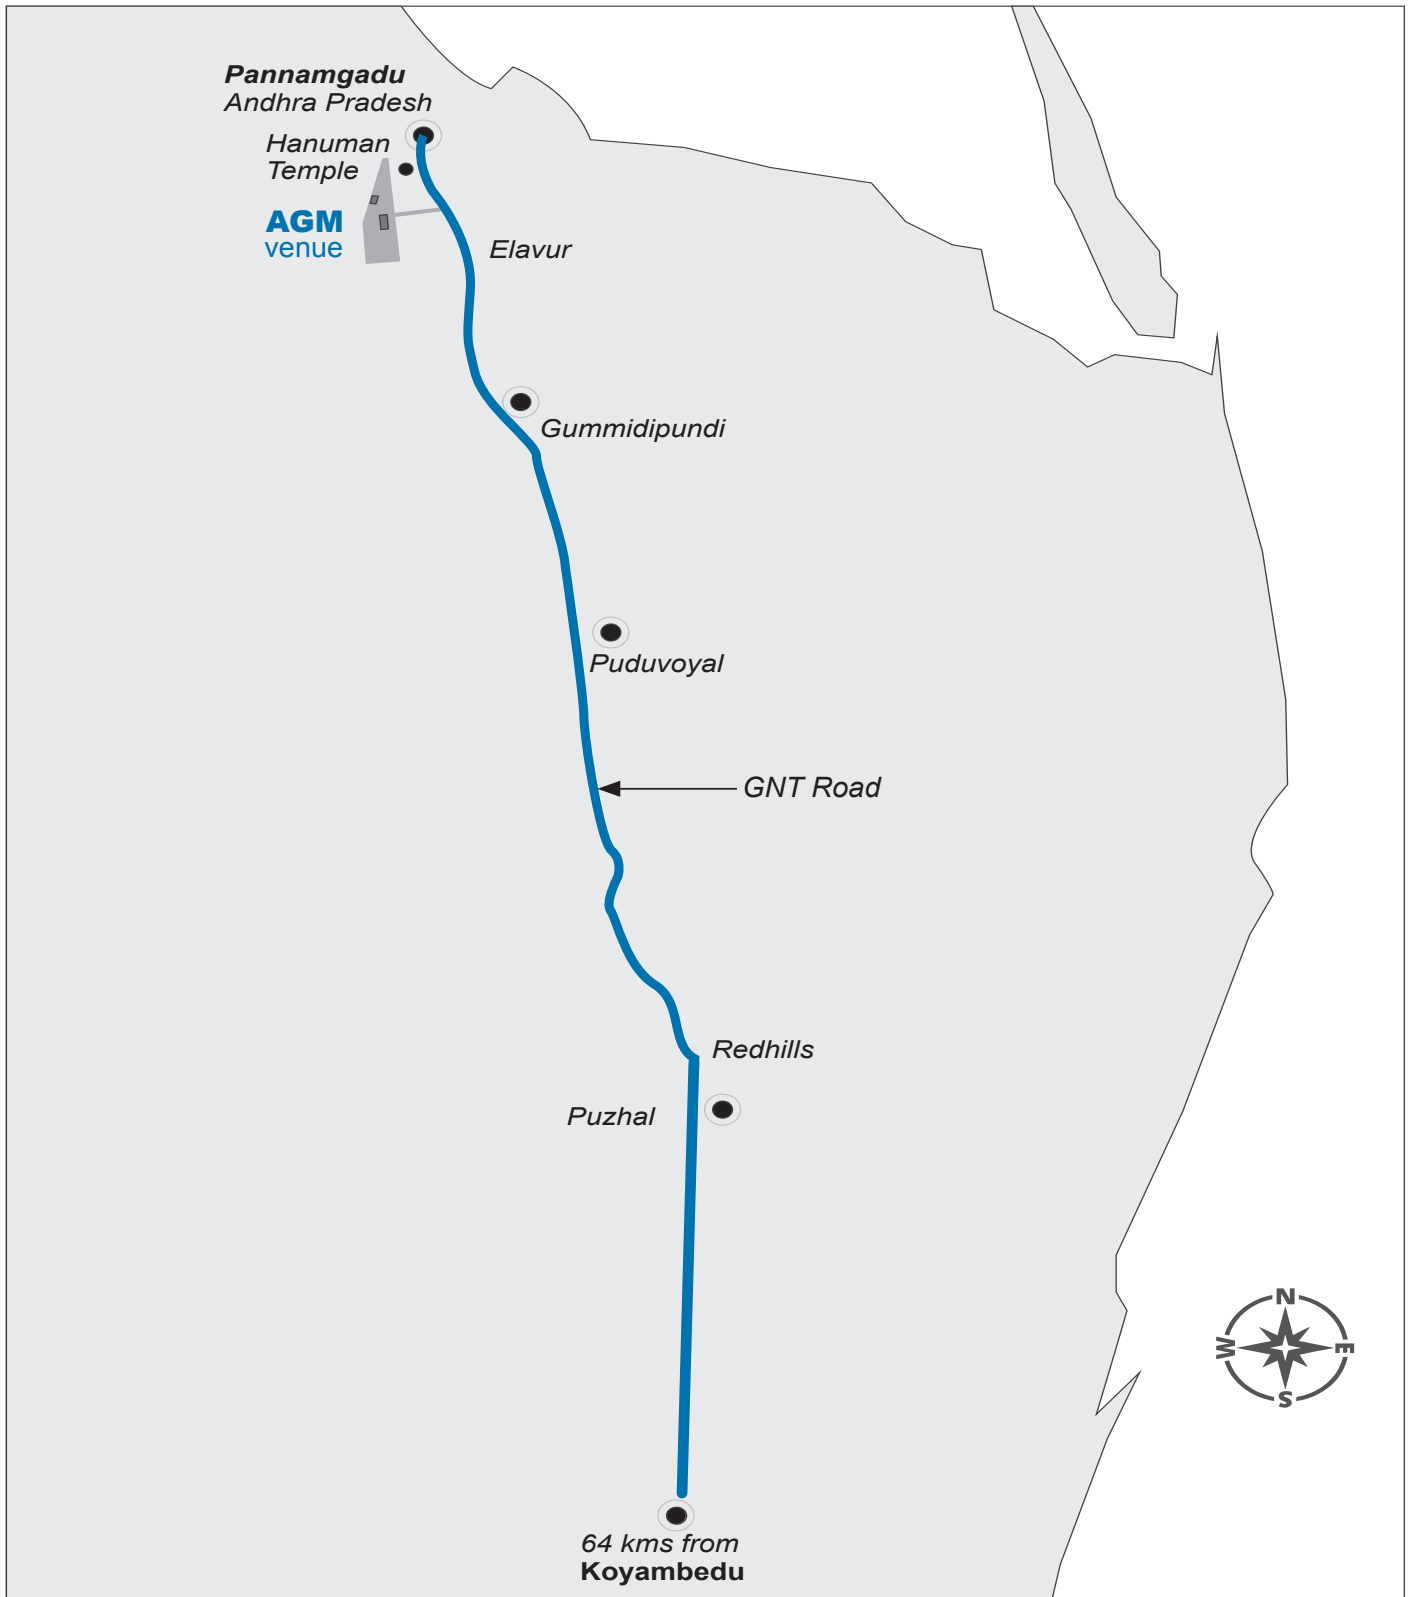 Pannamgadu
Andhra Pradesh
Hanuman
Temple
AGM
venue
Elavur
Gummidipundi
Puduvoyal
GNT Road
Redhills
Puzhal
N
W
E
S
64 kms from
Koyambedu